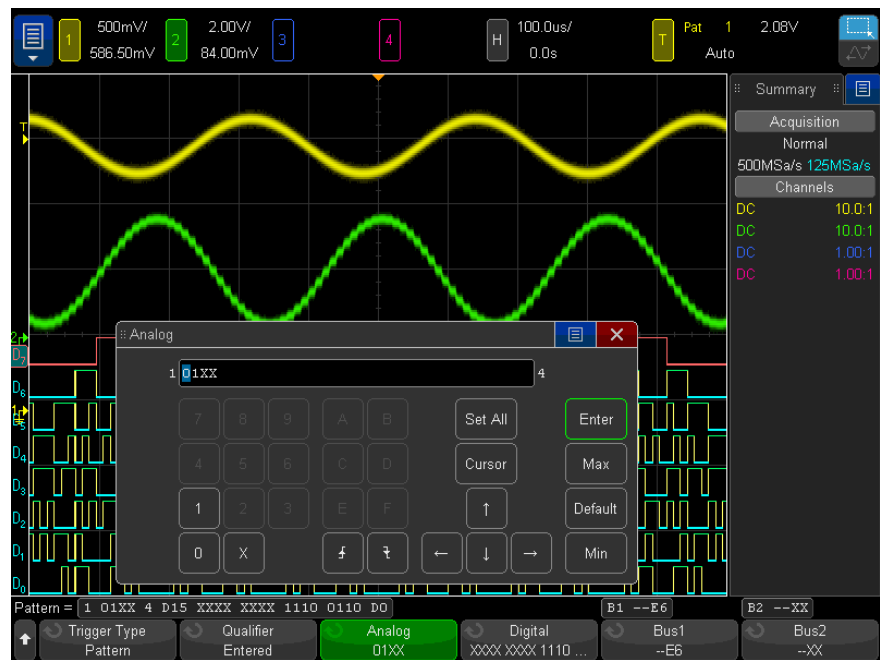 1 500mV/ 2 2.00V/ 3 4 H 100.0us/ T Pat 1 2.08V
586.50mV 84.00mV 0.0s Auto
Summary
Acquisition
Normal
500MSa/s 125MSa/s
Channels
DC 10.0:1
DC 10.0:1
DC 1.00:1
DC 1.00:1
T
2
D7
D6
1
D5
D4
D3
D2
D1
D0
Analog
1 01XX 4
7 8 9 A B Set All Enter
4 5 6 C D Cursor Max
1 2 3 E F ↑ Default
0 X ← ↓ → Min
Pattern = 1 01XX 4 D15 XXXX XXXX 1110 0110 D0 B1 --E6 B2 --XX
Trigger Type Qualifier Analog Digital Bus1 Bus2
Pattern Entered 01XX XXXX XXXX 1110 ... --E6 --XX